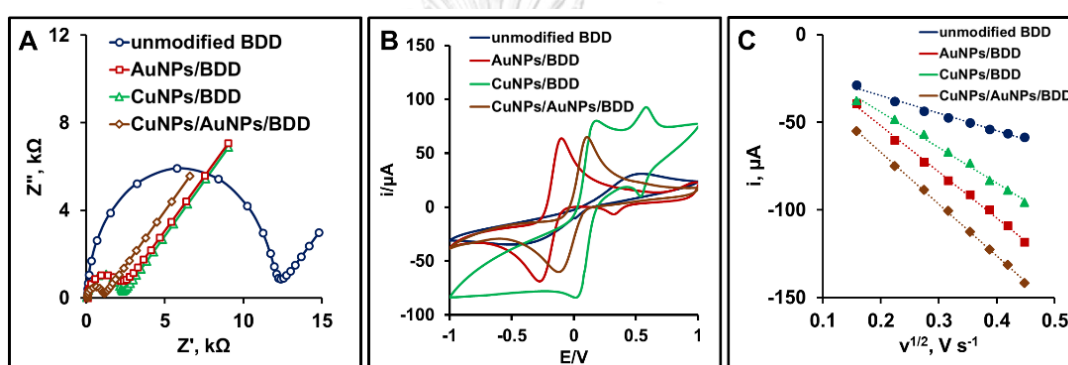 A
unmodified BDD
AuNPs/BDD
CuNPs/BDD
CuNPs/AuNPs/BDD
12
8
4
0
0
5
10
15
Z'', kΩ
Z', kΩ
B
unmodified BDD
AuNPs/BDD
CuNPs/BDD
CuNPs/AuNPs/BDD
150
100
50
0
-50
-100
-1
-0.5
0
0.5
1
i/µA
E/V
C
unmodified BDD
AuNPs/BDD
CuNPs/BDD
CuNPs/AuNPs/BDD
0
-50
-100
-150
0.1
0.2
0.3
0.4
0.5
i, µA
v1/2, V s-1